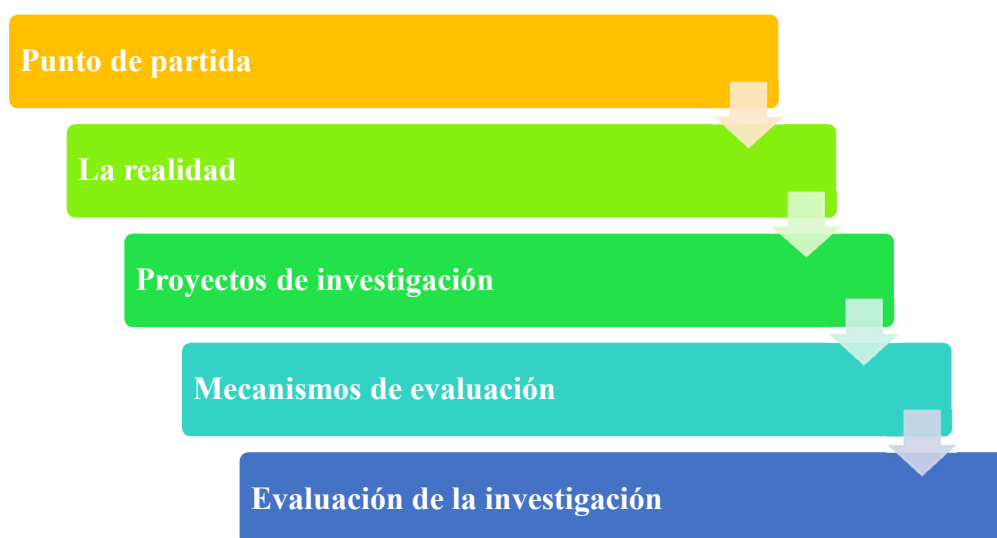 Punto de partida
La realidad
Proyectos de investigación
Mecanismos de evaluación
Evaluación de la investigación